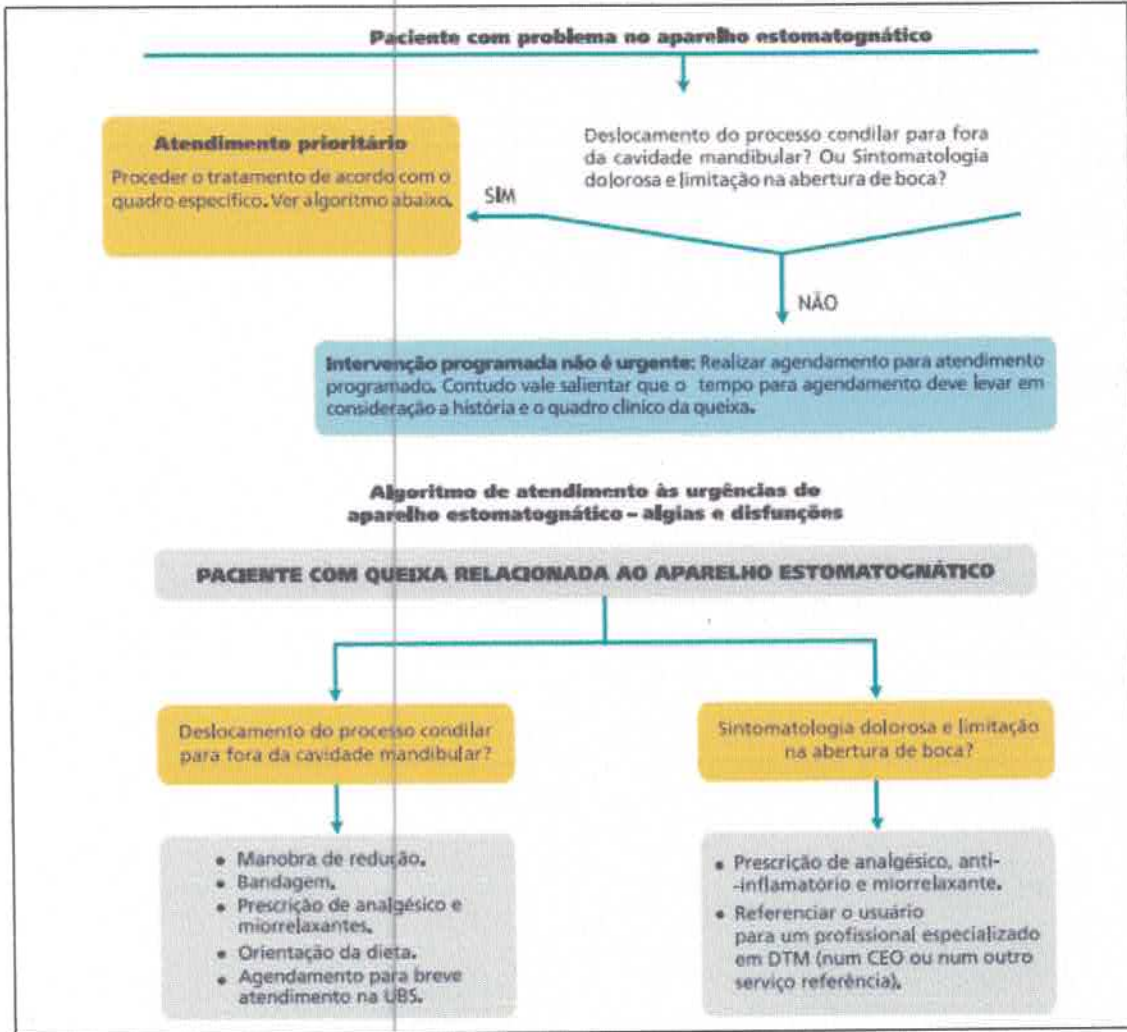 Paciente com problema no aparelho estomatognático
Atendimento prioritário
Proceder o tratamento de acordo com o
quadro específico. Ver algoritmo abaixo.
Deslocamento do processo condilar para fora
da cavidade mandibular? Ou Sintomatologia
dolorosa e limitação na abertura de boca?
SIM
NÃO
Intervenção programada não é urgente: Realizar agendamento para atendimento
programado. Contudo vale salientar que o tempo para agendamento deve levar em
consideração a história e o quadro clínico da queixa.
Algoritmo de atendimento às urgências do
aparelho estomatognático – algias e disfunções
PACIENTE COM QUEIXA RELACIONADA AO APARELHO ESTOMATOGNÁTICO
Deslocamento do processo condilar
para fora da cavidade mandibular?
• Manobra de redução.
• Bandagem.
• Prescrição de analgésico e
miorrelaxantes.
• Orientação da dieta.
• Agendamento para breve
atendimento na UBS.
Sintomatologia dolorosa e limitação
na abertura de boca?
• Prescrição de analgésico, anti-
-inflamatório e miorrelaxante.
• Referenciar o usuário
para um profissional especializado
em DTM (num CEO ou num outro
serviço referência).